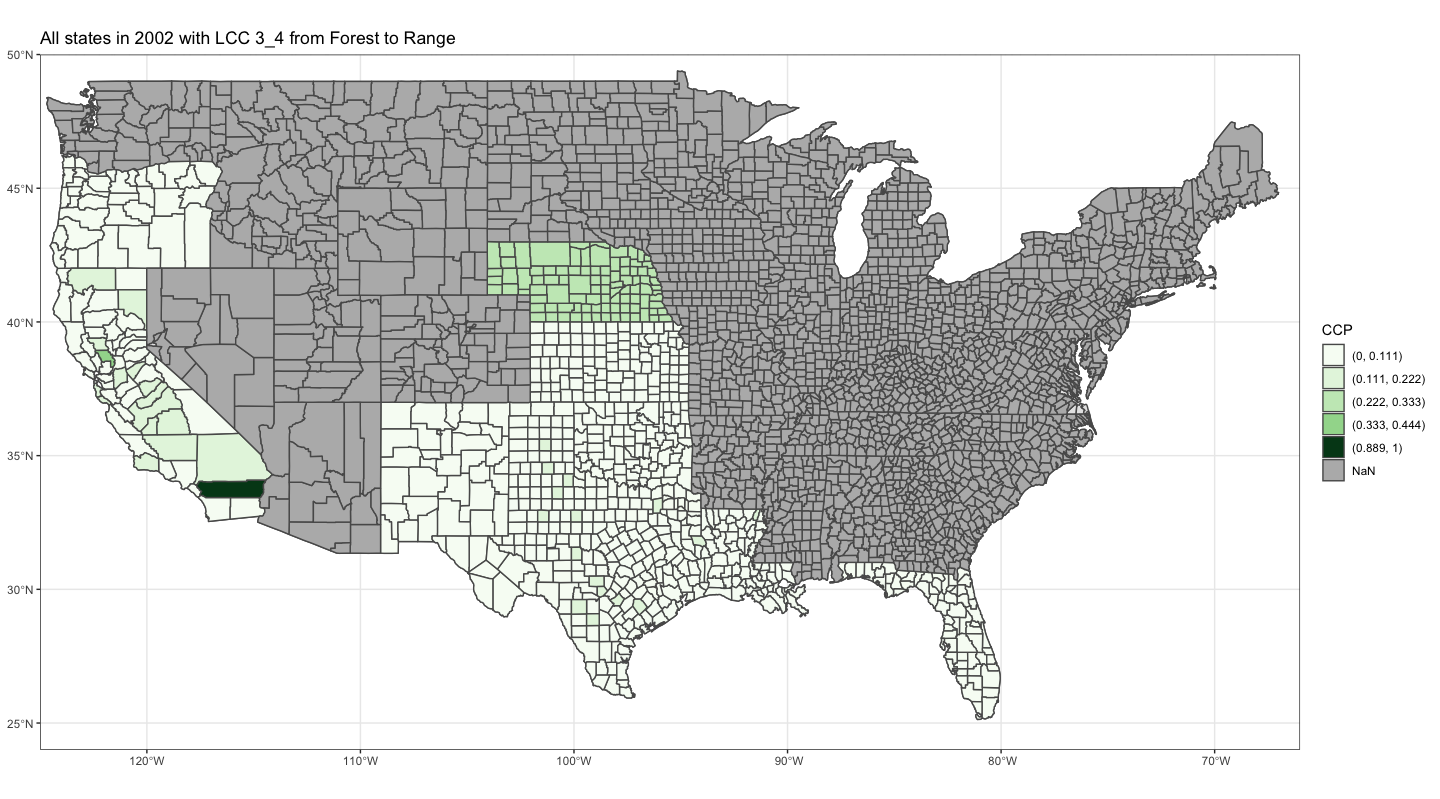 All states in 2002 with LCC 3_4 from Forest to Range
50°N
45°N
40°N
35°N
30°N
25°N
120°W
110°W
100°W
90°W
80°W
70°W
CCP
(0, 0.111)
(0.111, 0.222)
(0.222, 0.333)
(0.333, 0.444)
(0.889, 1)
NaN